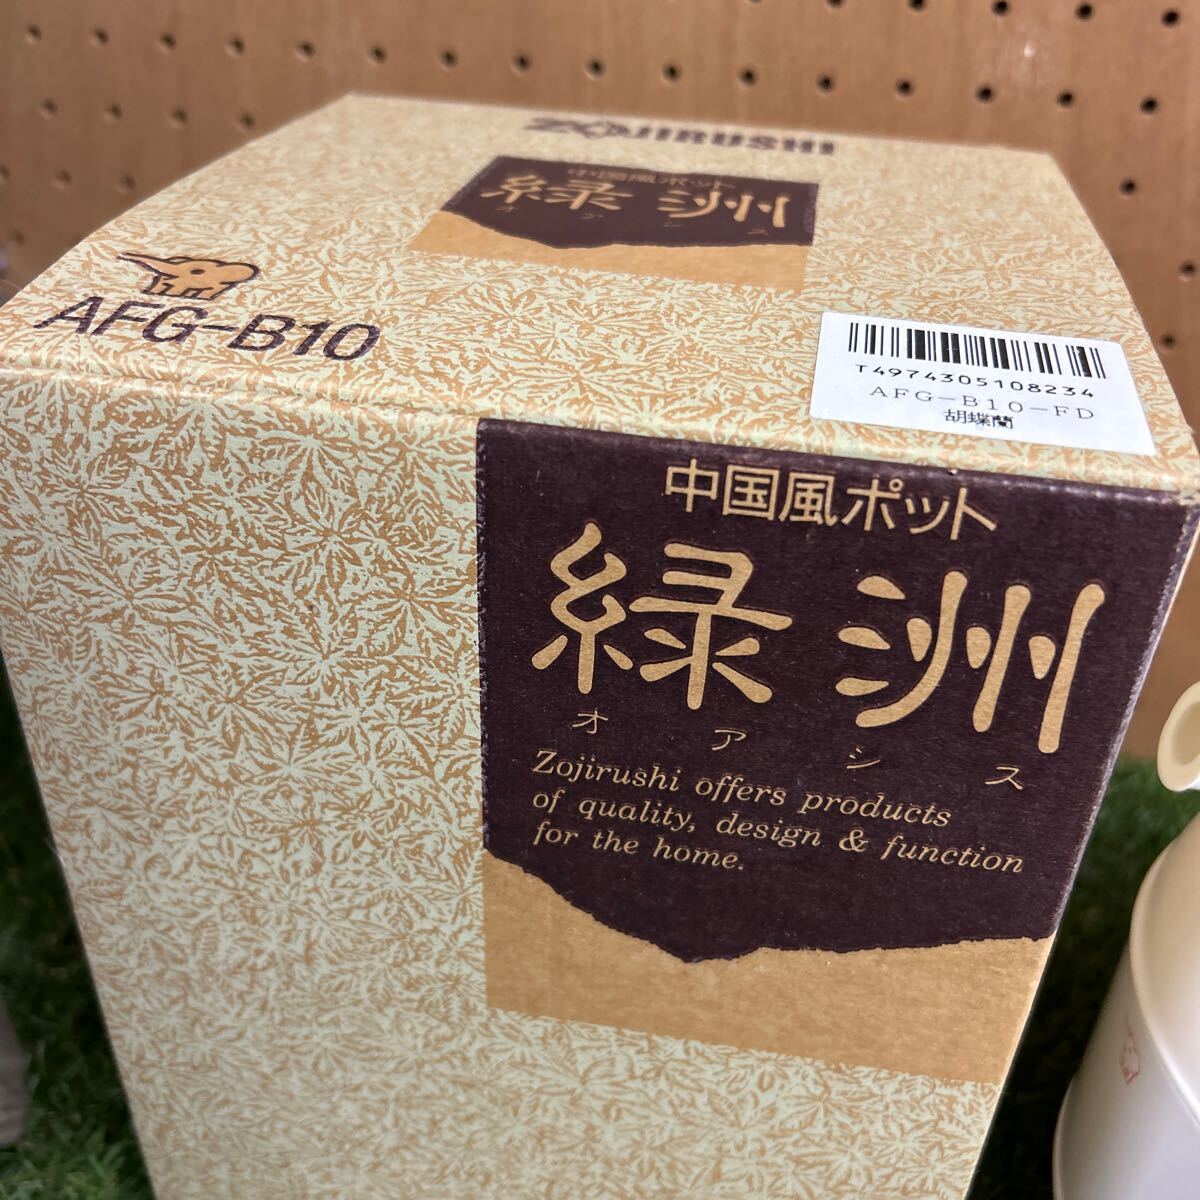 ZOJIRUSHI
中国風ポット
緑洲
オアシス
AFG-B10
T4974305108234
AFG-B10-FD
胡蝶蘭
中国風ポット
緑洲
オアシス
Zojirushi offers products
of quality, design & function
for the home.